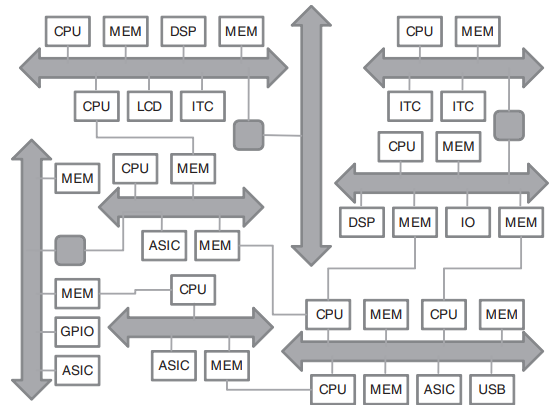 CPU MEM DSP MEM CPU MEM
CPU LCD ITC ITC ITC
CPU MEM
MEM CPU MEM
DSP MEM IO MEM
ASIC MEM
MEM CPU
CPU MEM CPU MEM
GPIO
ASIC ASIC MEM
CPU MEM ASIC USB